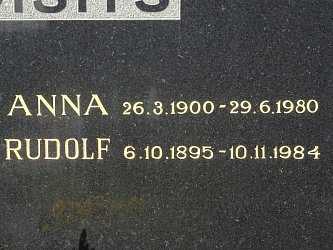 ANNA 26.3.1900 - 29.6.1980
RUDOLF 6.10.1895 - 10.11.1984